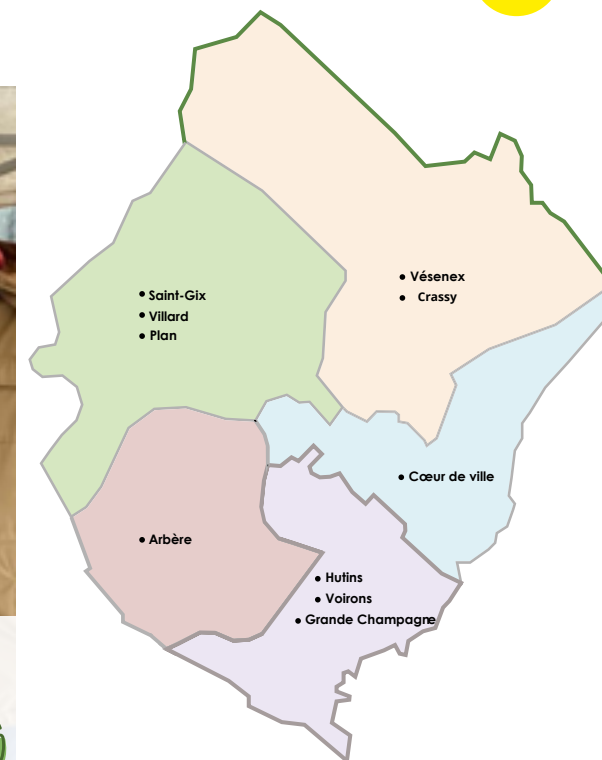 • Vésenex
• Crassy
• Saint-Gix
• Villard
• Plan
• Cœur de ville
• Arbère
• Hutins
• Voirons
• Grande Champagne